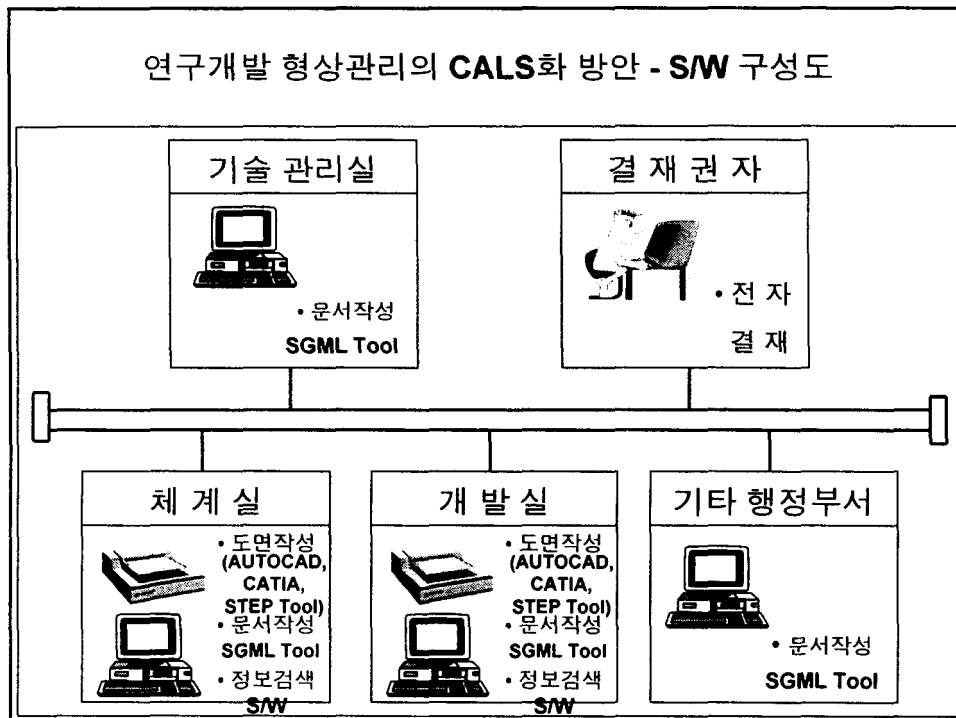 연구개발 형상관리의 CALS화 방안 - S/W 구성도
기술 관리실
• 문서작성
SGML Tool
결 재 권 자
• 전 자
결 재
체 계 실
• 도면작성
(AUTOCAD,
CATIA,
STEP Tool)
• 문서작성
SGML Tool
• 정보검색
S/W
개 발 실
• 도면작성
(AUTOCAD,
CATIA,
STEP Tool)
• 문서작성
SGML Tool
• 정보검색
S/W
기타 행정부서
• 문서작성
SGML Tool